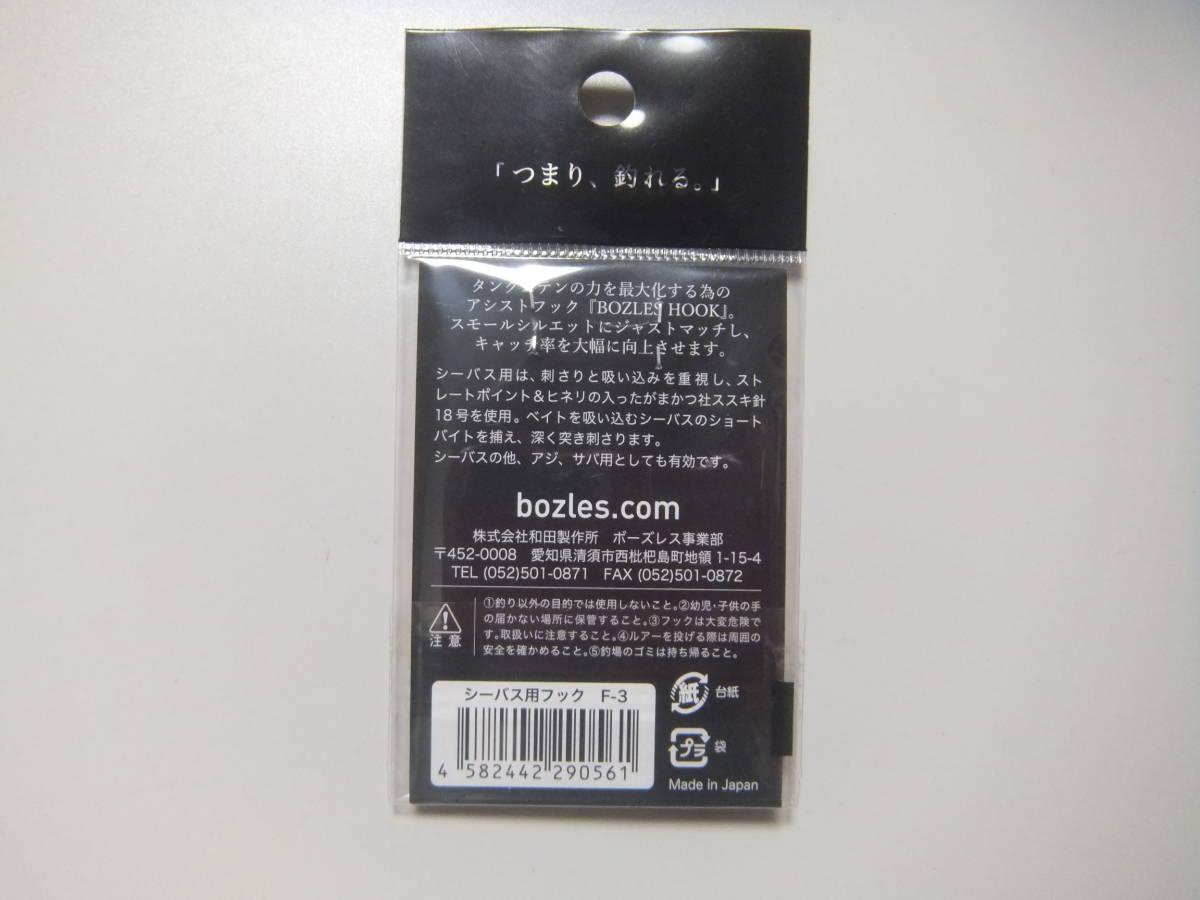 「つまり、釣れる。」
タングステンの力を最大化する為の
アシストフック『BOZLES HOOK』。
スモールシルエットにジャストマッチし、
キャッチ率を大幅に向上させます。
シーバス用は、刺さりと吸い込みを重視し、スト
レートポイント&ヒネリの入ったがまかつ社ススキ針
18号を使用。ベイトを吸い込むシーバスのショート
バイトを捕え、深く突き刺さります。
シーバスの他、アジ、サバ用としても有効です。
bozles.com
株式会社和田製作所 ボーズレス事業部
〒452-0008 愛知県清須市西枇杷島町地領 1-15-4
TEL (052)501-0871 FAX (052)501-0872
注意
①釣り以外の目的では使用しないこと。②幼児・子供の手
の届かない場所に保管すること。③フックは大変危険で
す。取扱いに注意すること。④ルアーを投げる際は周囲の
安全を確かめること。⑤釣場のゴミは持ち帰ること。
シーバス用フック F-3
4 582442 290561
紙 台紙
プラ 袋
Made in Japan